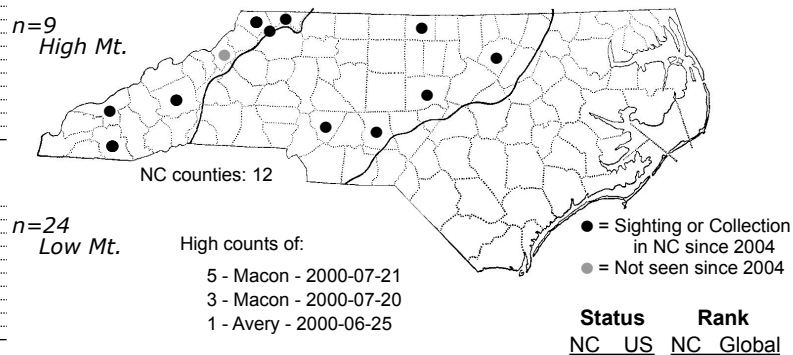 n=9
High Mt.
NC counties: 12
n=24
Low Mt.
High counts of:
5 - Macon - 2000-07-21
3 - Macon - 2000-07-20
1 - Avery - 2000-06-25
● = Sighting or Collection
in NC since 2004
● = Not seen since 2004
Status Rank
NC US NC Global